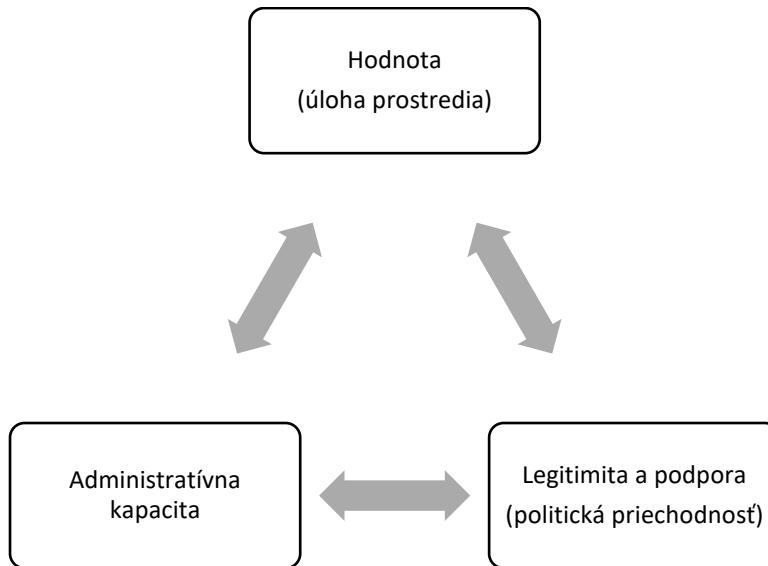 Hodnota
(úloha prostredia)
Administratívna
kapacita
Legitimita a podpora
(politická priechodnosť)